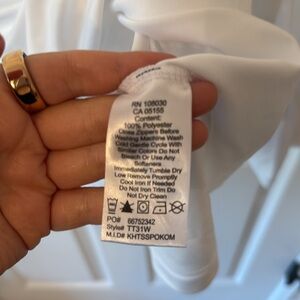 RN 108030
CA 05155
Content:
100% Polyester
Close Zippers Before
Washing Machine Wash
Cold Gentle Cycle With
Similar Colors Do Not
Bleach Or Use Any
Softeners
Immediately Tumble Dry
Low Remove Promptly
Cool Iron If Needed
Do Not Iron Trim Do
Not Dry Clean
PO# 66752342
Style# TT31W
M.I.D# KHTSSPOKOM